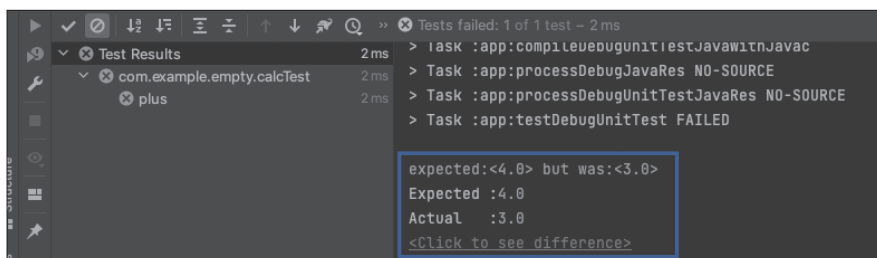 Tests failed: 1 of 1 test – 2 ms
Test Results 2 ms
com.example.empty.calcTest 2 ms
plus 2 ms
> Task :app:compileDebugUnitTestJavaWithJavac
> Task :app:processDebugJavaRes NO-SOURCE
> Task :app:processDebugUnitTestJavaRes NO-SOURCE
> Task :app:testDebugUnitTest FAILED
expected:<4.0> but was:<3.0>
Expected :4.0
Actual :3.0
<Click to see difference>
Structure